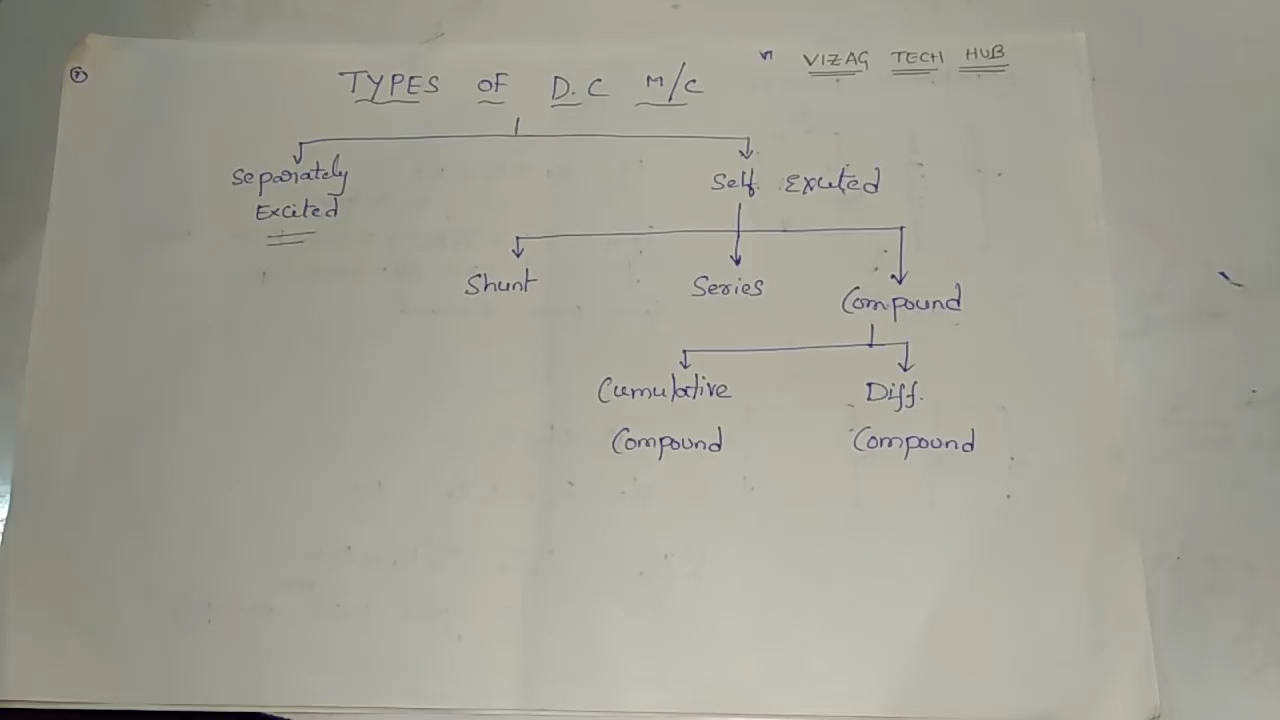 VIZAG TECH HUB
TYPES OF D.C M/C
Separately
Excited
Self Excited
Shunt
Series
Compound
Cumulative
Compound
Diff.
Compound